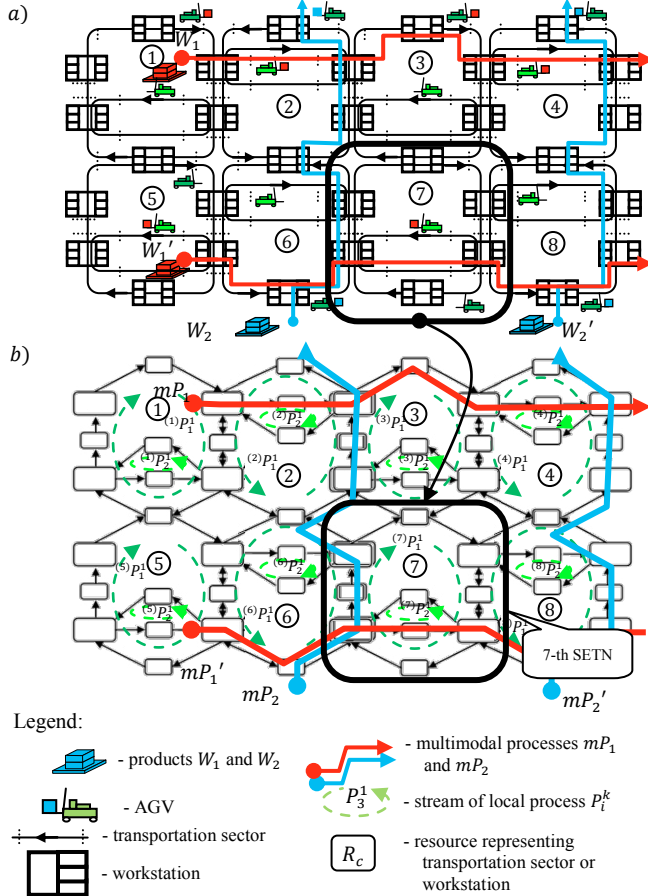 a)
W₁
①
②
③
④
⑤
⑥
⑦
⑧
W₁′
W₂
W₂′
b)
mP₁
①
②
③
④
⁽¹⁾P₁¹
⁽¹⁾P₂¹
⁽²⁾P₁¹
⁽²⁾P₂¹
⁽³⁾P₁¹
⁽³⁾P₂¹
⁽⁴⁾P₁¹
⁽⁴⁾P₂¹
⑤
⑥
⑦
⑧
⁽⁵⁾P₁¹
⁽⁵⁾P₂¹
⁽⁶⁾P₁¹
⁽⁶⁾P₂¹
⁽⁷⁾P₁¹
⁽⁷⁾P₂¹
⁽⁸⁾P₂¹
7-th SETN
mP₁′
mP₂
mP₂′
Legend:
- products W₁ and W₂
- AGV
- transportation sector
- workstation
- multimodal processes mP₁
and mP₂
P₃¹
- stream of local process Pᵢᵏ
R_c
- resource representing
transportation sector or
workstation